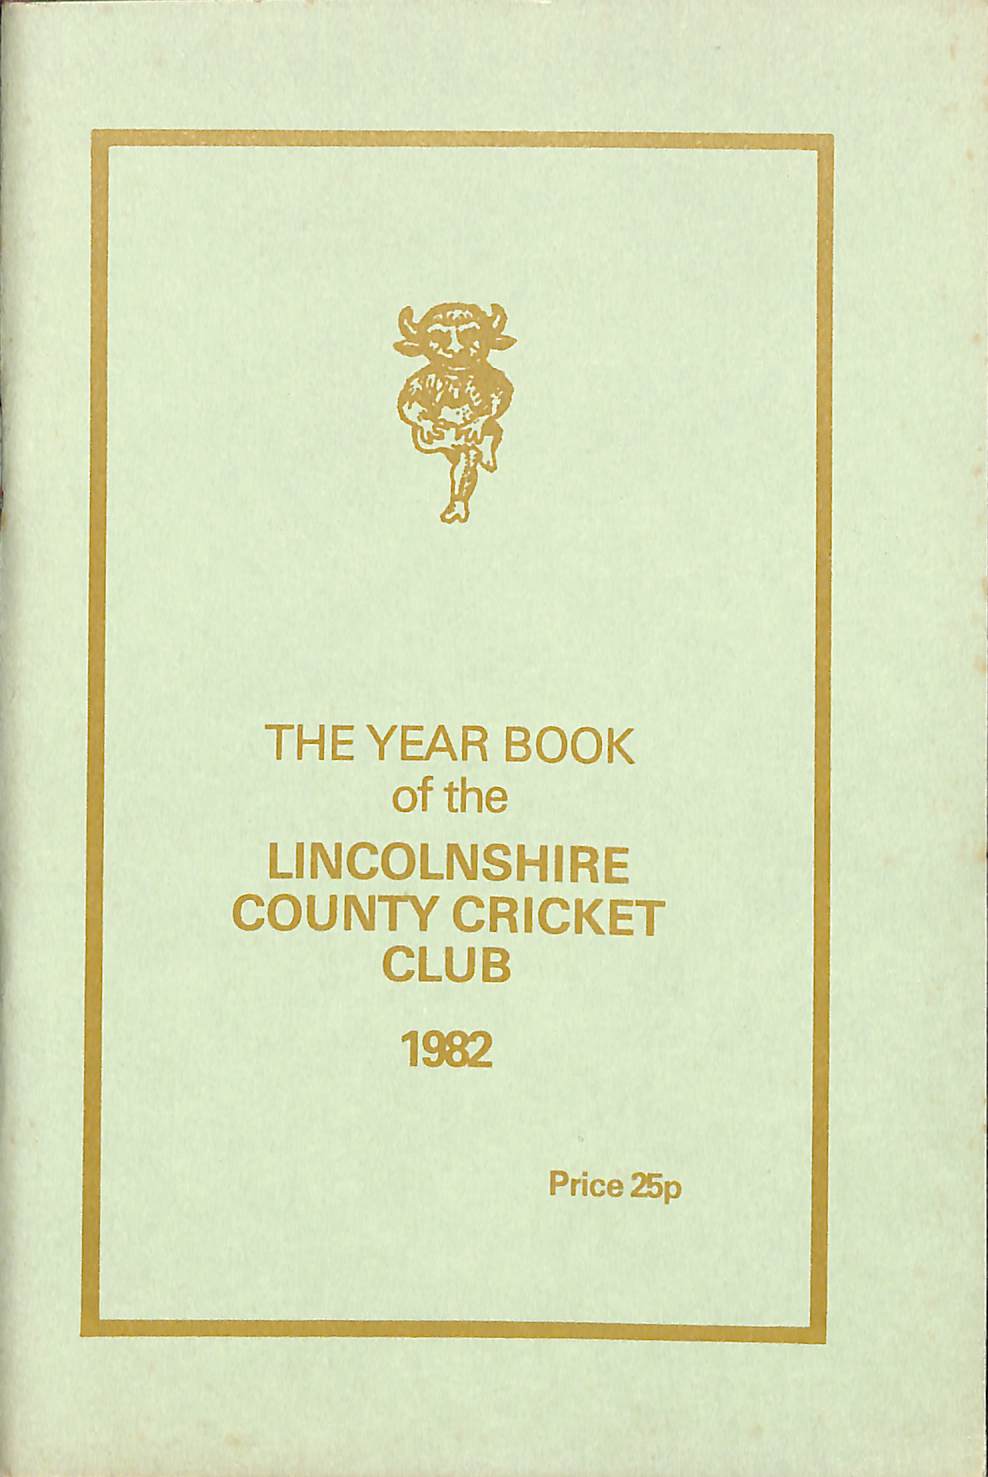 THE YEAR BOOK
of the
LINCOLNSHIRE
COUNTY CRICKET
CLUB
1982
Price 25p